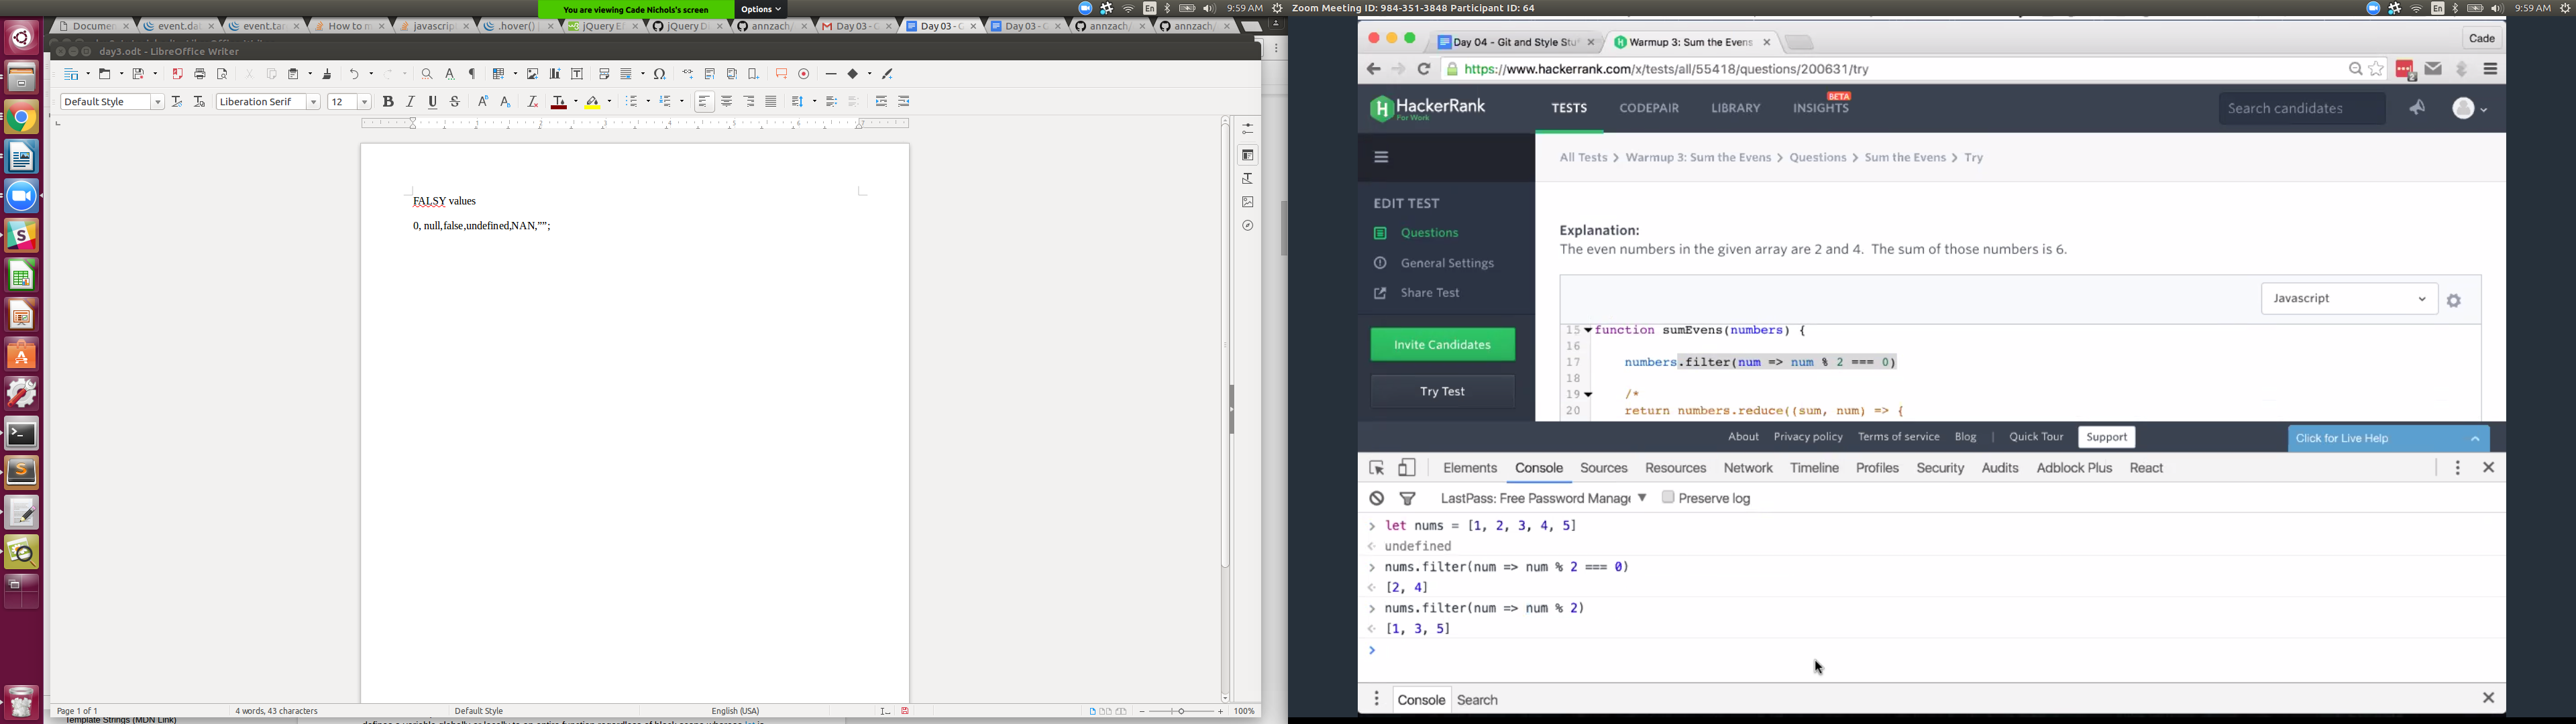 You are viewing Cade Nichols's screen
Options
En
9:59 AM
Zoom Meeting ID: 984-351-3848 Participant ID: 64
En
9:59 AM
Documen
event.dat
event.tar
How to m
javascrip
.hover() |
jQuery Ef
jQuery D
annzach/
Day 03 - C
Day 03 - C
Day 03 - C
annzach/
annzach/
day3.odt - LibreOffice Writer
Default Style
Liberation Serif
12
FALSY values
0, null,false,undefined,NAN,"";
Page 1 of 1
4 words, 43 characters
Default Style
English (USA)
100%
Template Strings (MDN Link)
Day 04 - Git and Style Stu
Warmup 3: Sum the Evens
Cade
https://www.hackerrank.com/x/tests/all/55418/questions/200631/try
HackerRank
For Work
TESTS
CODEPAIR
LIBRARY
INSIGHTS
BETA
Search candidates
All Tests > Warmup 3: Sum the Evens > Questions > Sum the Evens > Try
EDIT TEST
Questions
General Settings
Share Test
Invite Candidates
Try Test
Explanation:
The even numbers in the given array are 2 and 4. The sum of those numbers is 6.
Javascript
15 function sumEvens(numbers) {
16
17 numbers.filter(num => num % 2 === 0)
18
19 /*
20 return numbers.reduce((sum, num) => {
About
Privacy policy
Terms of service
Blog
|
Quick Tour
Support
Click for Live Help
Elements
Console
Sources
Resources
Network
Timeline
Profiles
Security
Audits
Adblock Plus
React
LastPass: Free Password Manage
Preserve log
> let nums = [1, 2, 3, 4, 5]
undefined
> nums.filter(num => num % 2 === 0)
[2, 4]
> nums.filter(num => num % 2)
[1, 3, 5]
>
Console
Search